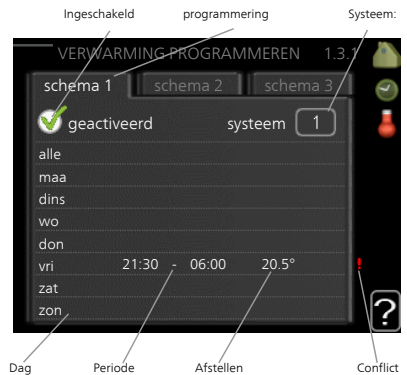 Ingeschakeld programmering Systeem:
VERWARMING PROGRAMMEREN 1.3.1
schema 1 schema 2 schema 3
geactiveerd systeem 1
alle
maa
dins
wo
don
vri 21:30 - 06:00 20.5° !
zat
zon ?
Dag Periode Afstellen Conflict